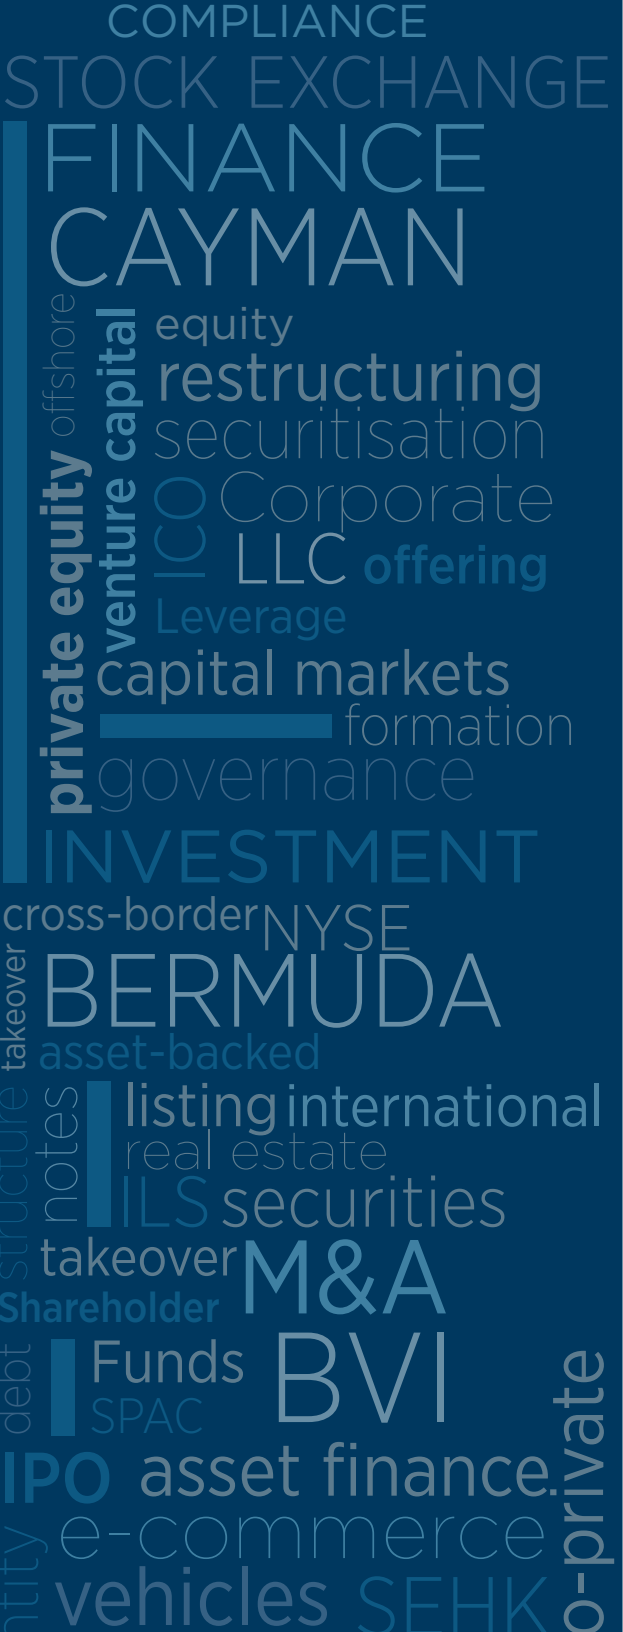 COMPLIANCE
STOCK EXCHANGE
FINANCE
CAYMAN
offshore
venture capital
equity
restructuring
securitisation
private equity
ICO
Corporate
LLC
offering
Leverage
capital markets
formation
governance
INVESTMENT
cross-border
NYSE
takeover
BERMUDA
asset-backed
structure
notes
listing
international
real estate
ILS
securities
takeover
M&A
Shareholder
debt
Funds
BVI
SPAC
o-private
IPO
asset finance
e-commerce
ntity
vehicles
SEHK